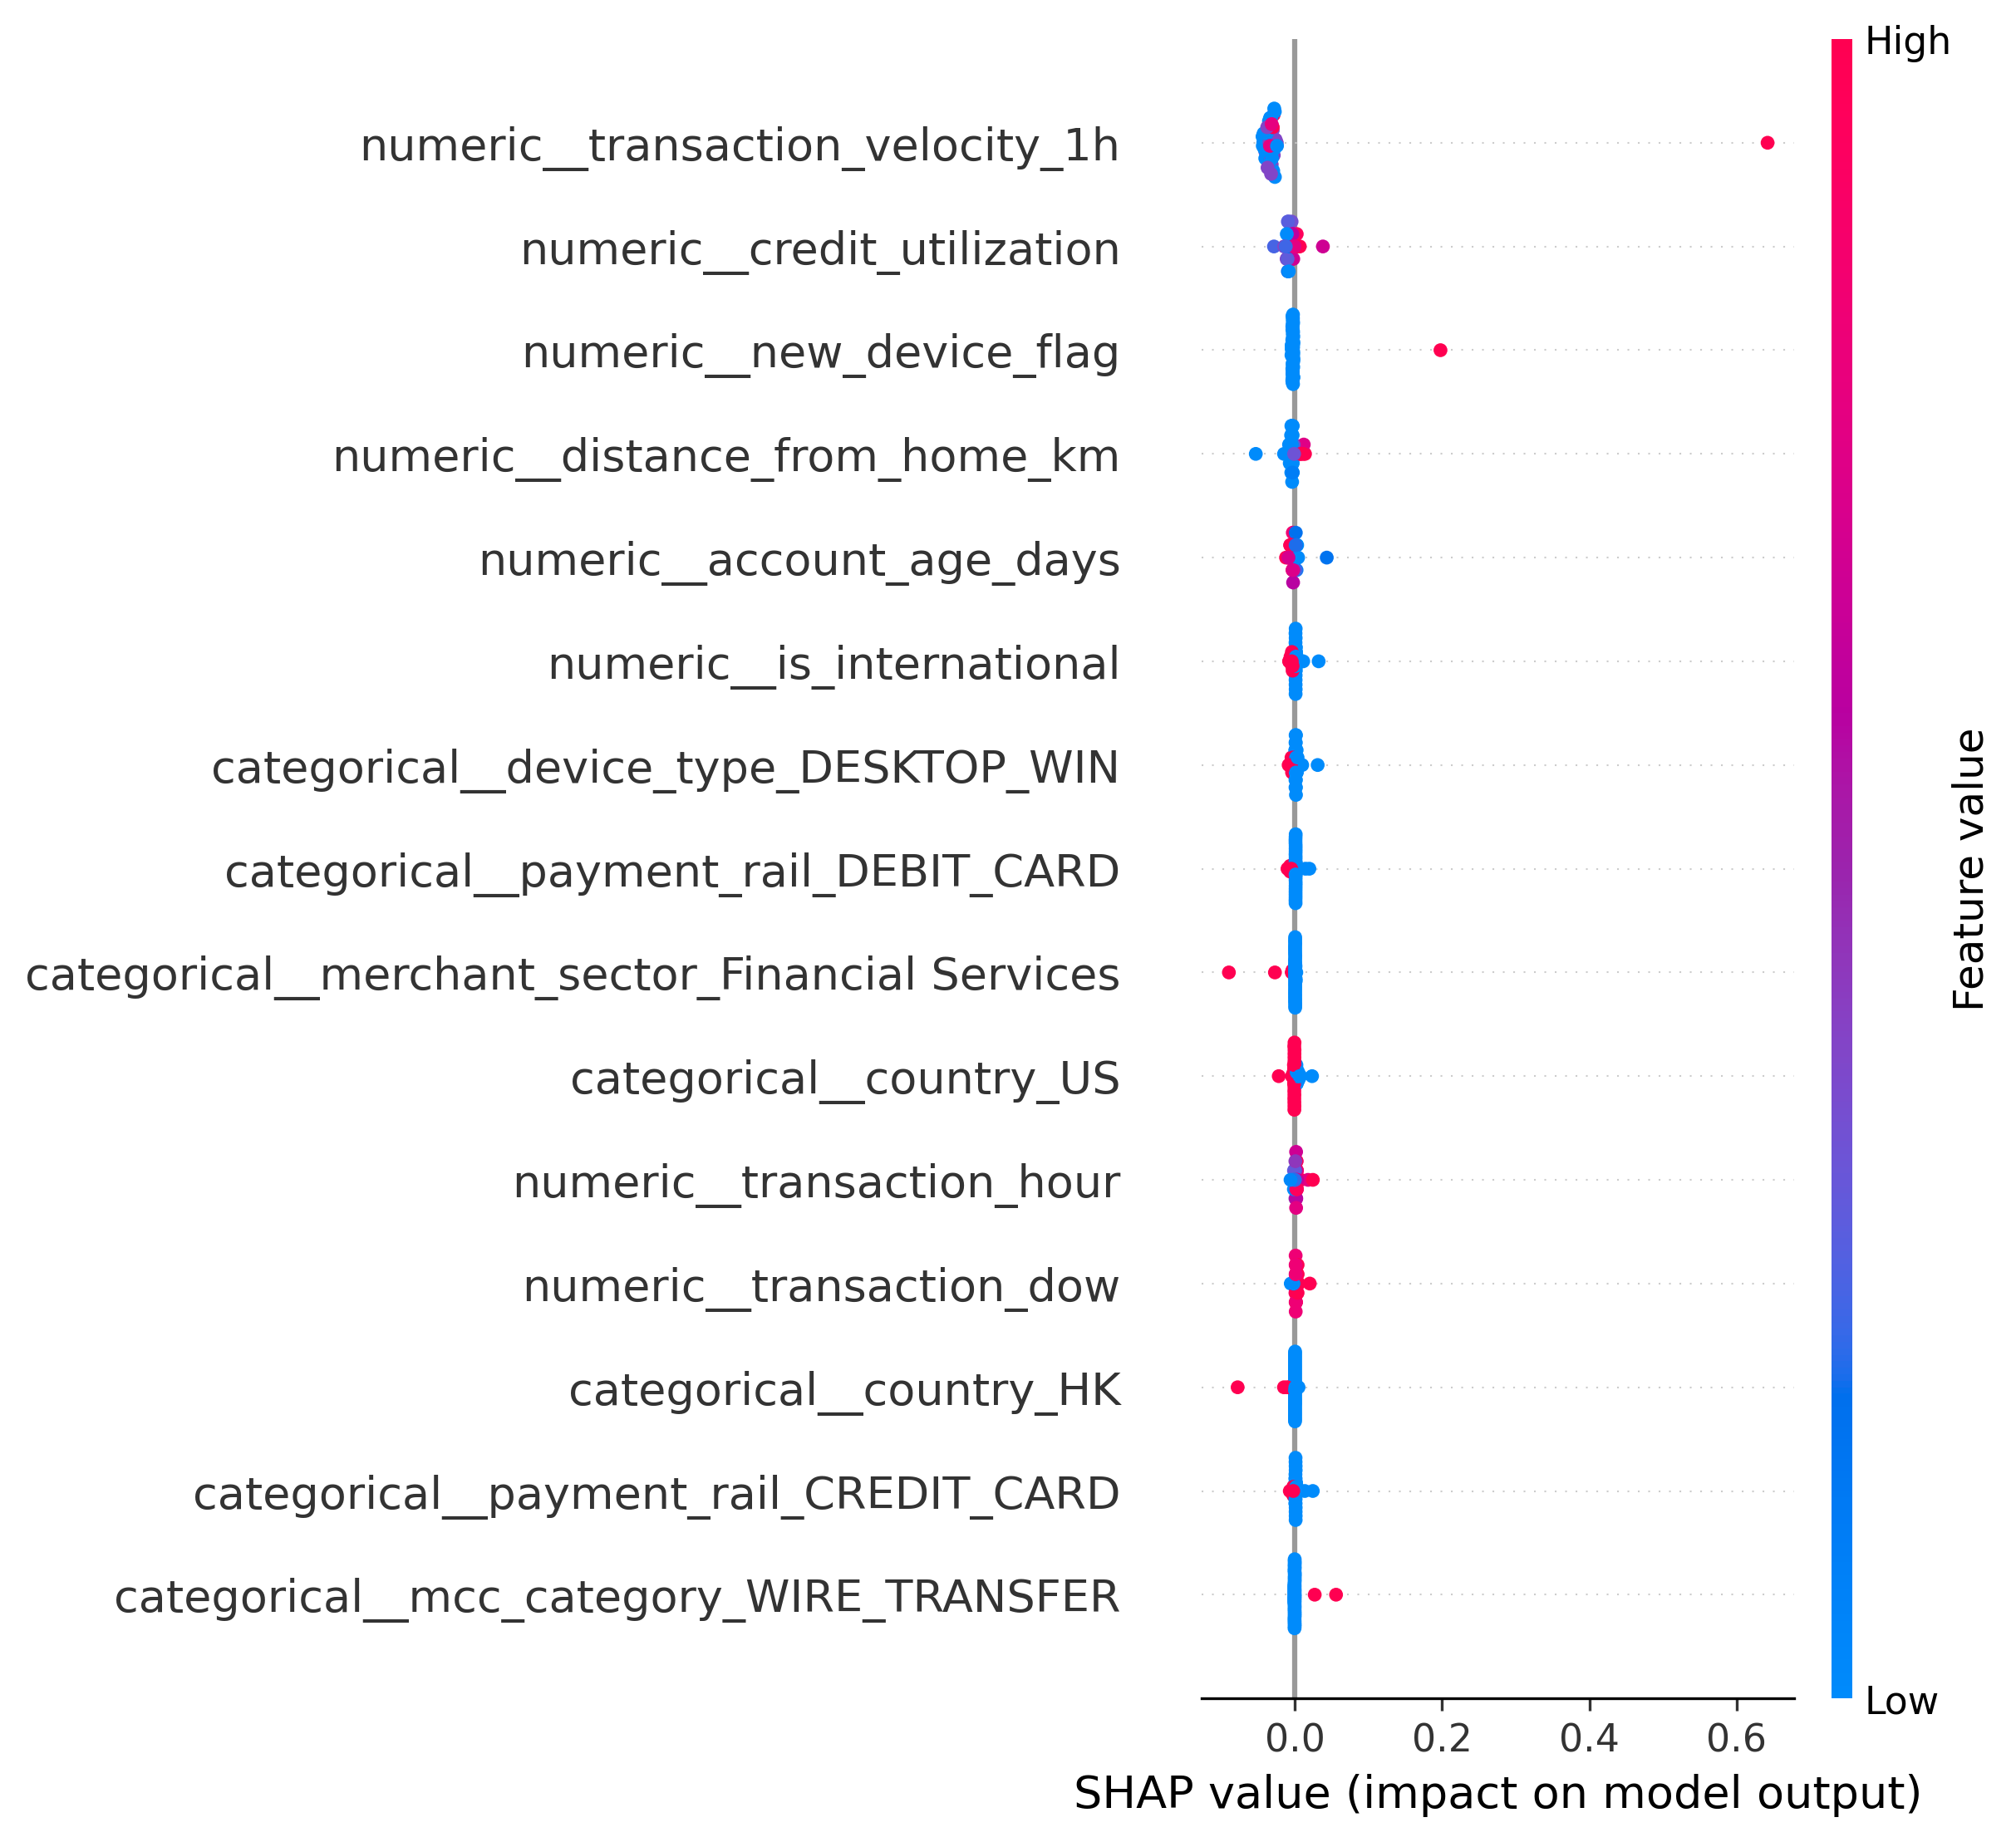 High
numeric__transaction_velocity_1h
numeric__credit_utilization
numeric__new_device_flag
numeric__distance_from_home_km
numeric__account_age_days
numeric__is_international
categorical__device_type_DESKTOP_WIN
categorical__payment_rail_DEBIT_CARD
categorical__merchant_sector_Financial Services
categorical__country_US
numeric__transaction_hour
numeric__transaction_dow
categorical__country_HK
categorical__payment_rail_CREDIT_CARD
categorical__mcc_category_WIRE_TRANSFER
Feature value
Low
0.0 0.2 0.4 0.6
SHAP value (impact on model output)